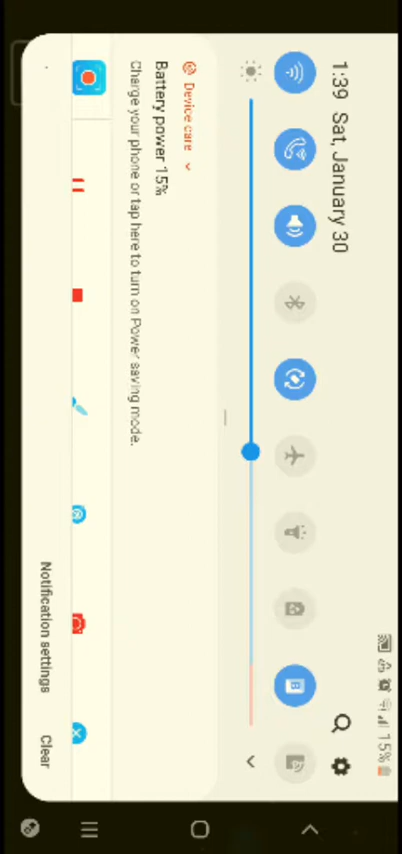 15%
1:39 Sat, January 30
Device care
Battery power 15%
Charge your phone or tap here to turn on Power saving mode.
Notification settings
Clear